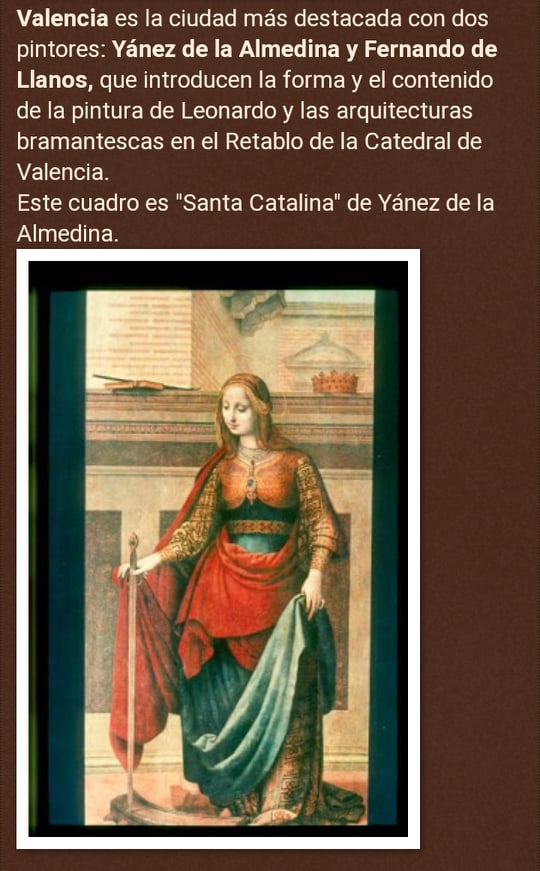 Valencia es la ciudad más destacada con dos
pintores: Yánez de la Almedina y Fernando de
Llanos, que introducen la forma y el contenido
de la pintura de Leonardo y las arquitecturas
bramantescas en el Retablo de la Catedral de
Valencia.
Este cuadro es "Santa Catalina" de Yánez de la
Almedina.